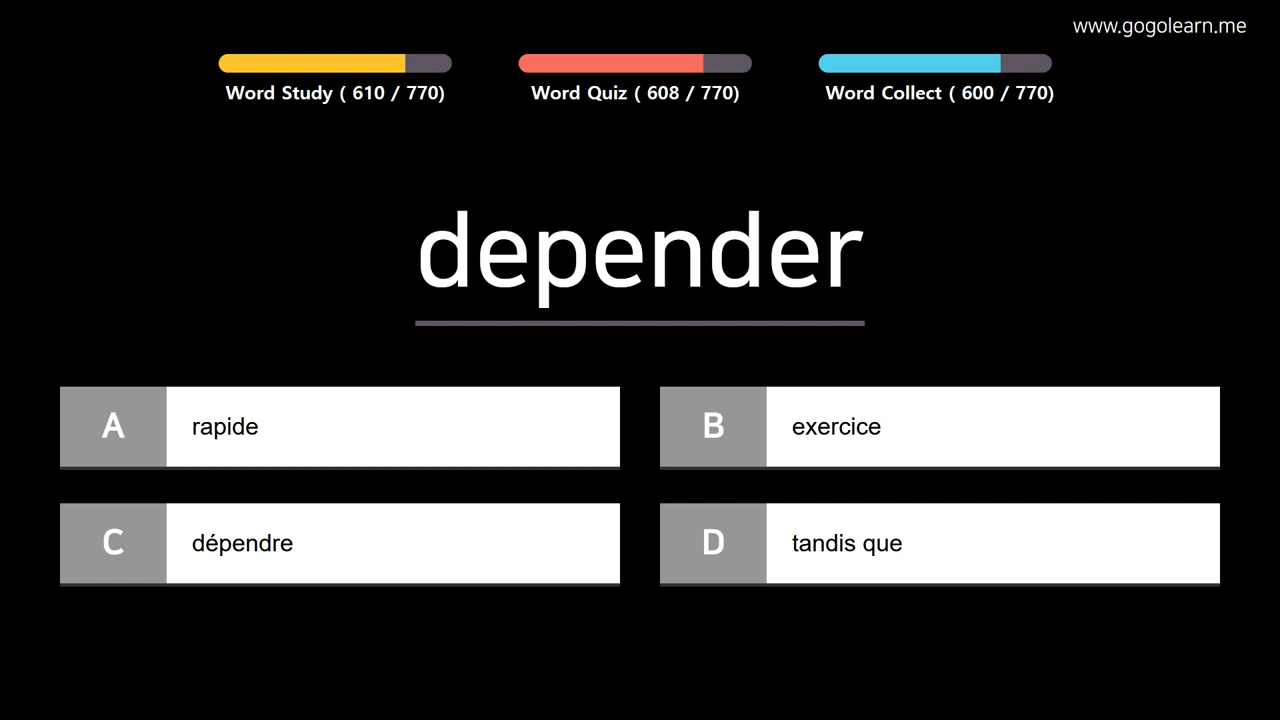 www.gogolearn.me
Word Study ( 610 / 770)
Word Quiz ( 608 / 770)
Word Collect ( 600 / 770)
depender
A rapide
B exercice
C dépendre
D tandis que